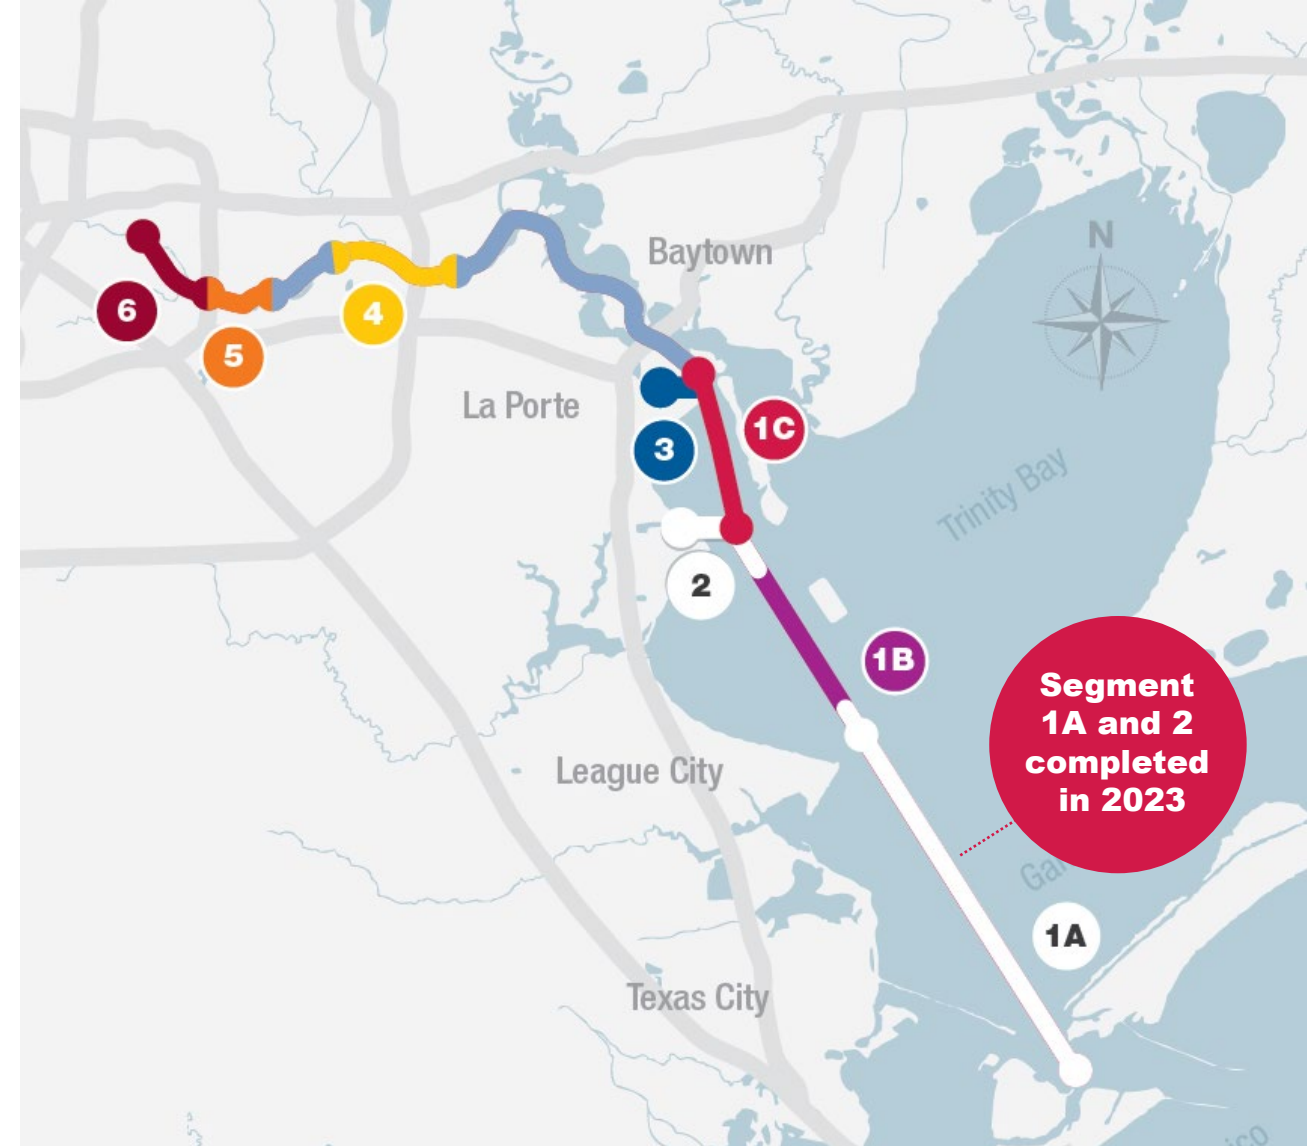 N
Baytown
6
4
5
La Porte
1C
3
Trinity Bay
2
1B
Segment
1A and 2
completed
in 2023
League City
1A
Texas City